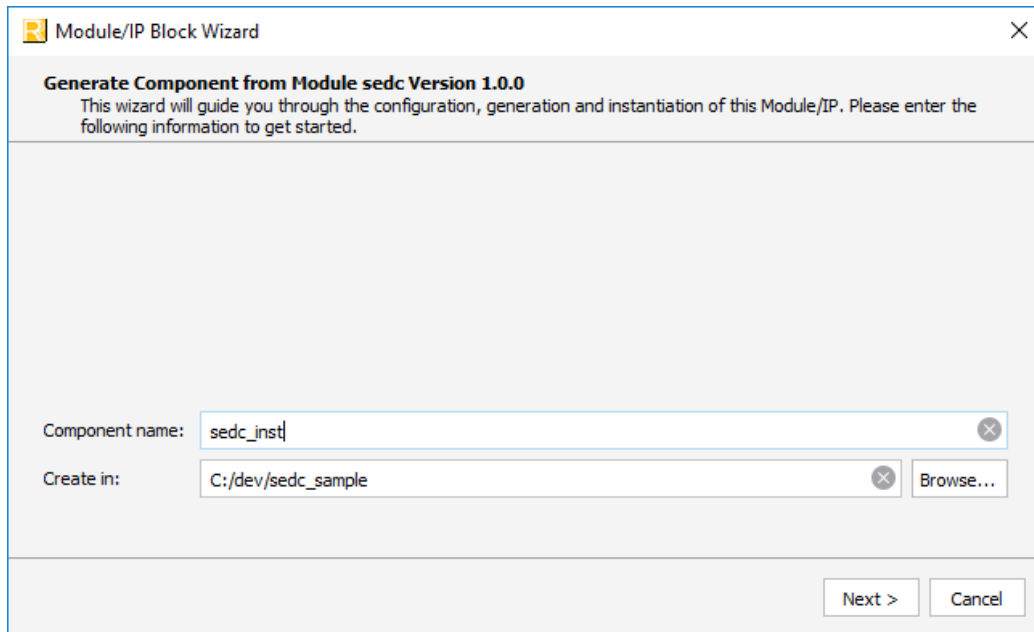 Module/IP Block Wizard
Generate Component from Module sedc Version 1.0.0
This wizard will guide you through the configuration, generation and instantiation of this Module/IP. Please enter the
following information to get started.
Component name: sedc_inst
Create in: C:/dev/sedc_sample Browse...
Next > Cancel